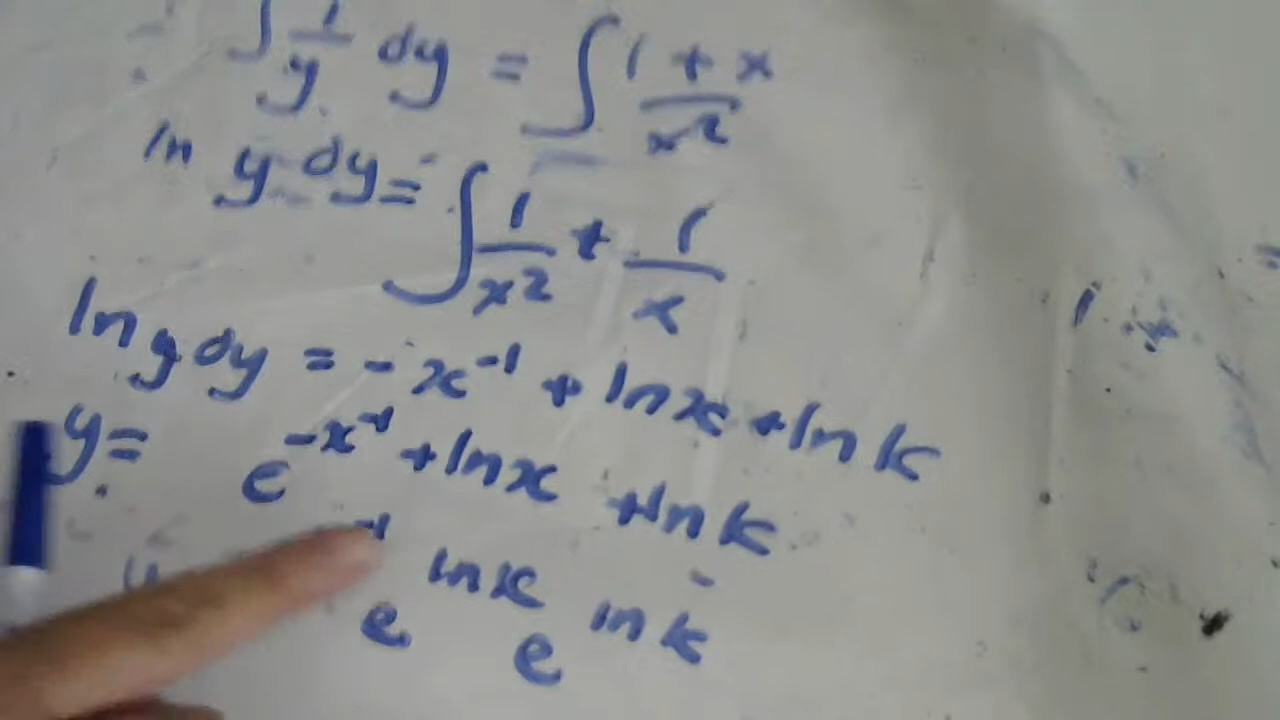 ∫ 1/y dy = ∫ 1 + x / x²
ln y dy = ∫ 1/x² + 1/x
ln y dy = -x⁻¹ + ln x + ln k
y = e^(-x⁻¹ + ln x + ln k)
y ⁻¹ e^(ln x) e^(ln k)